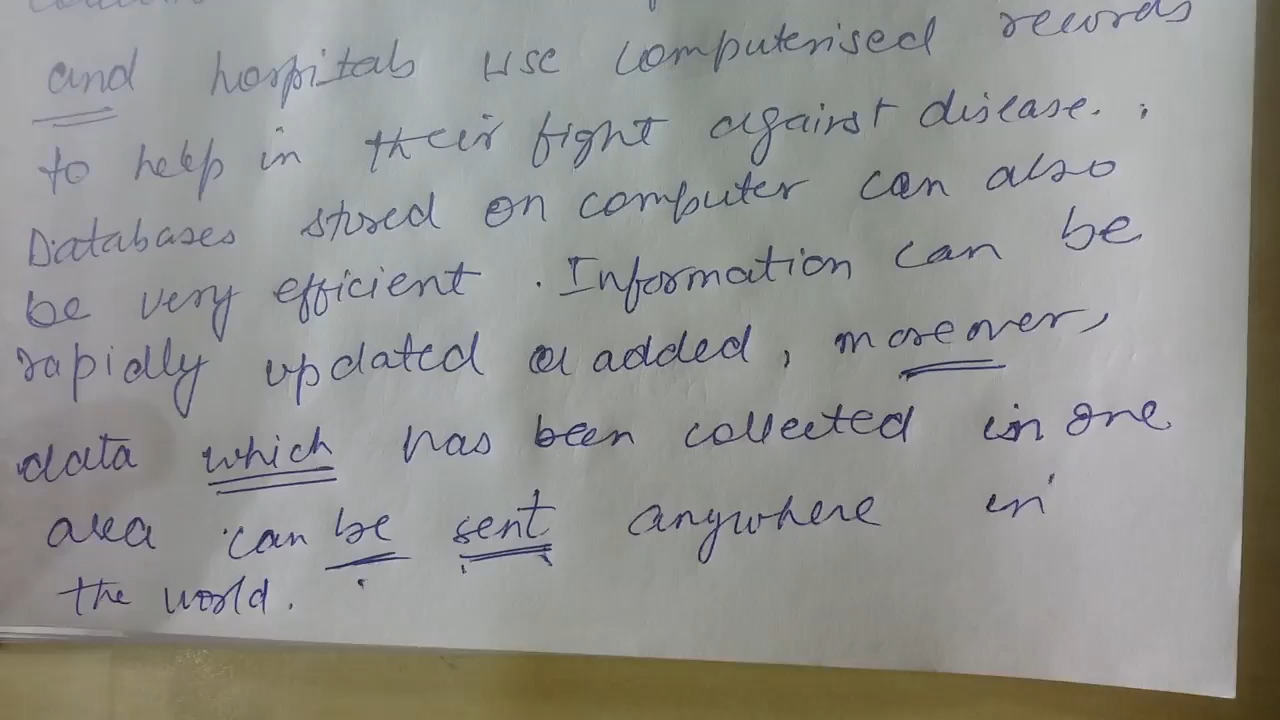 and hospitals use computerised records
to help in their fight against disease.
Databases stored on computer can also
be very efficient. Information can be
rapidly updated or added, moreover,
data which has been collected in one
area can be sent anywhere in
the world.